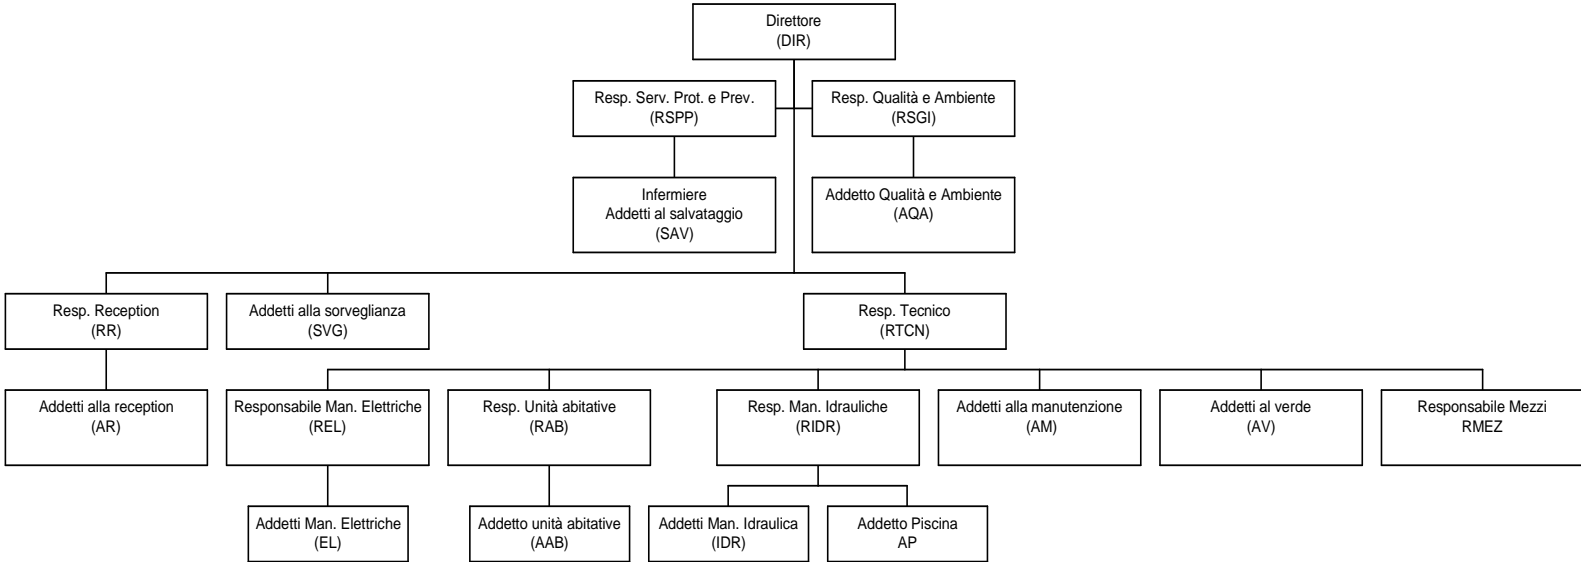 Direttore
(DIR)
Resp. Serv. Prot. e Prev.
(RSPP)
Resp. Qualità e Ambiente
(RSGI)
Infermiere
Addetti al salvataggio
(SAV)
Addetto Qualità e Ambiente
(AQA)
Resp. Reception
(RR)
Addetti alla sorveglianza
(SVG)
Resp. Tecnico
(RTCN)
Addetti alla reception
(AR)
Responsabile Man. Elettriche
(REL)
Resp. Unità abitative
(RAB)
Resp. Man. Idrauliche
(RIDR)
Addetti alla manutenzione
(AM)
Addetti al verde
(AV)
Responsabile Mezzi
RMEZ
Addetti Man. Elettriche
(EL)
Addetto unità abitative
(AAB)
Addetti Man. Idraulica
(IDR)
Addetto Piscina
AP